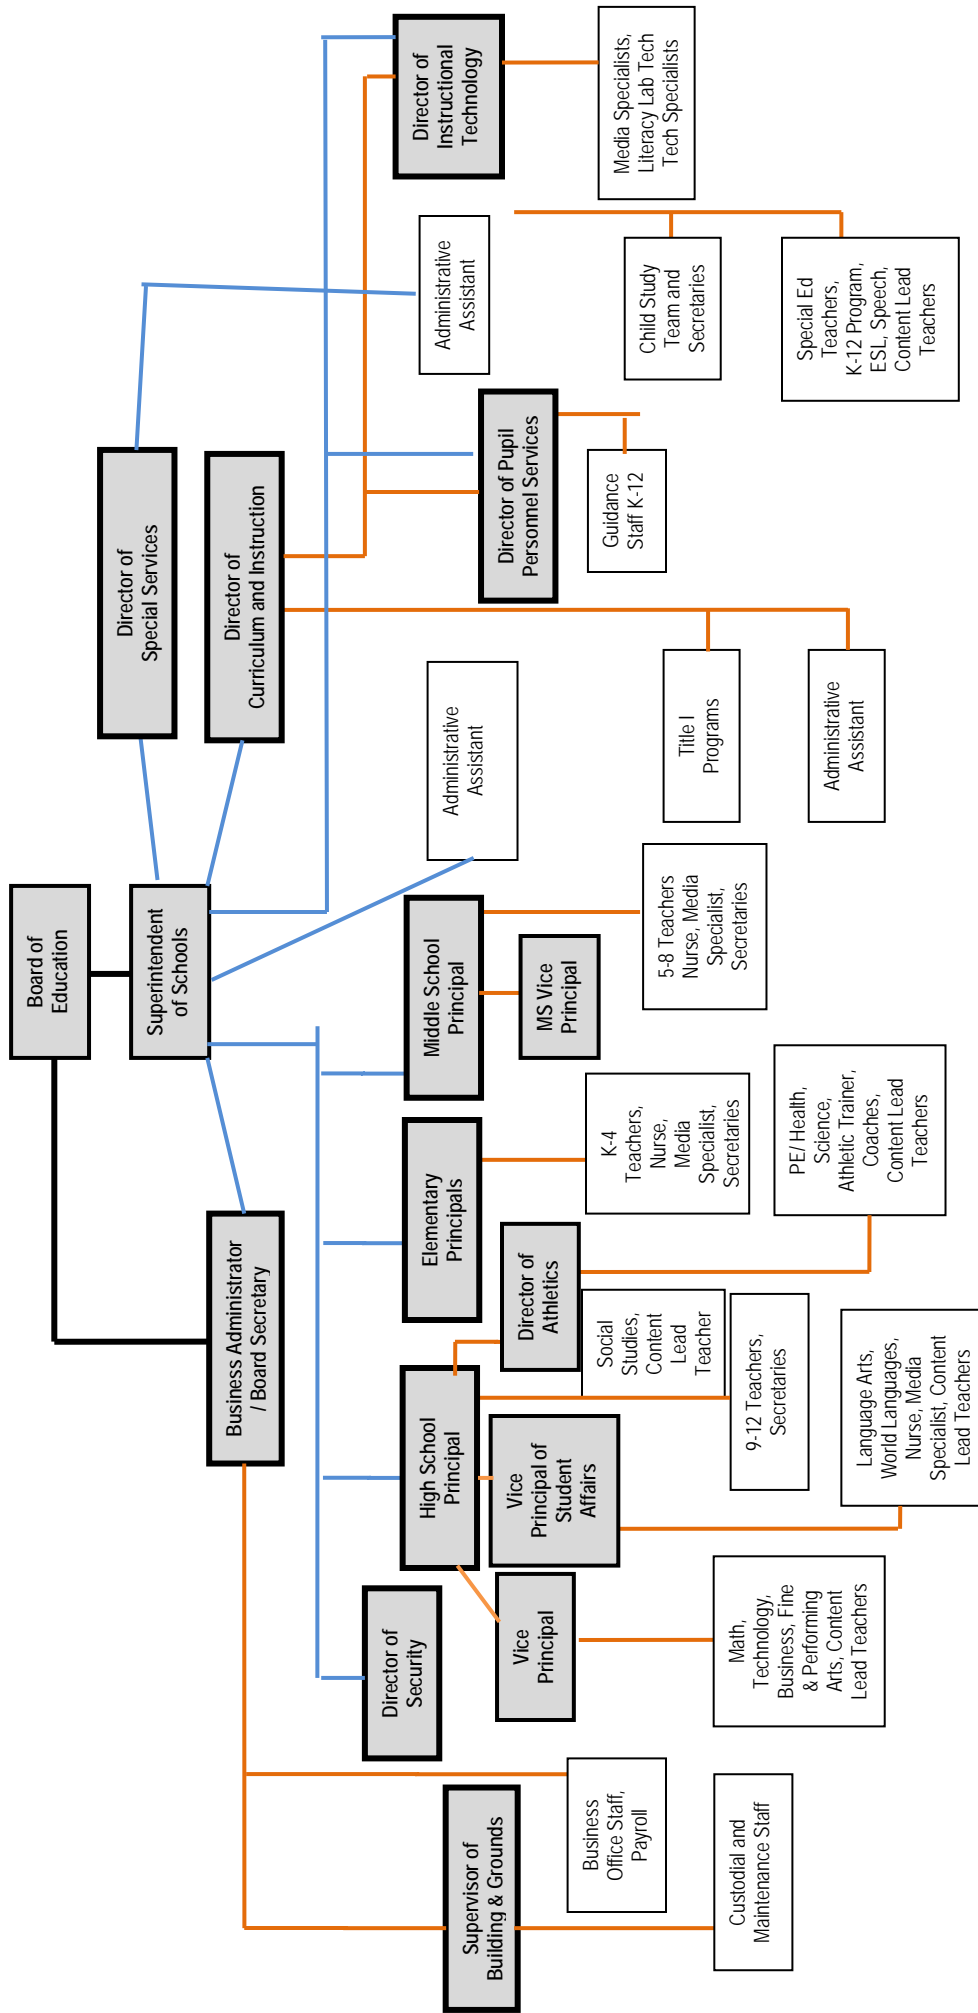 Board of
Education
Superintendent
of Schools
Business Administrator
/ Board Secretary
Director of
Special Services
Director of
Curriculum and Instruction
Supervisor of
Building & Grounds
Director of
Security
High School
Principal
Elementary
Principals
Middle School
Principal
Administrative
Assistant
Director of Pupil
Personnel Services
Administrative
Assistant
Director of
Instructional
Technology
Vice
Principal
Vice
Principal of
Student
Affairs
Director of
Athletics
MS Vice
Principal
Business
Office Staff,
Payroll
Custodial and
Maintenance Staff
Math,
Technology,
Business, Fine
& Performing
Arts, Content
Lead Teachers
Language Arts,
World Languages,
Nurse, Media
Specialist, Content
Lead Teachers
9-12 Teachers,
Secretaries
Social
Studies,
Content
Lead
Teacher
PE/ Health,
Science,
Athletic Trainer,
Coaches,
Content Lead
Teachers
K-4
Teachers,
Nurse,
Media
Specialist,
Secretaries
5-8 Teachers
Nurse, Media
Specialist,
Secretaries
Title I
Programs
Administrative
Assistant
Guidance
Staff K-12
Child Study
Team and
Secretaries
Special Ed
Teachers,
K-12 Program,
ESL, Speech,
Content Lead
Teachers
Media Specialists,
Literacy Lab Tech
Tech Specialists